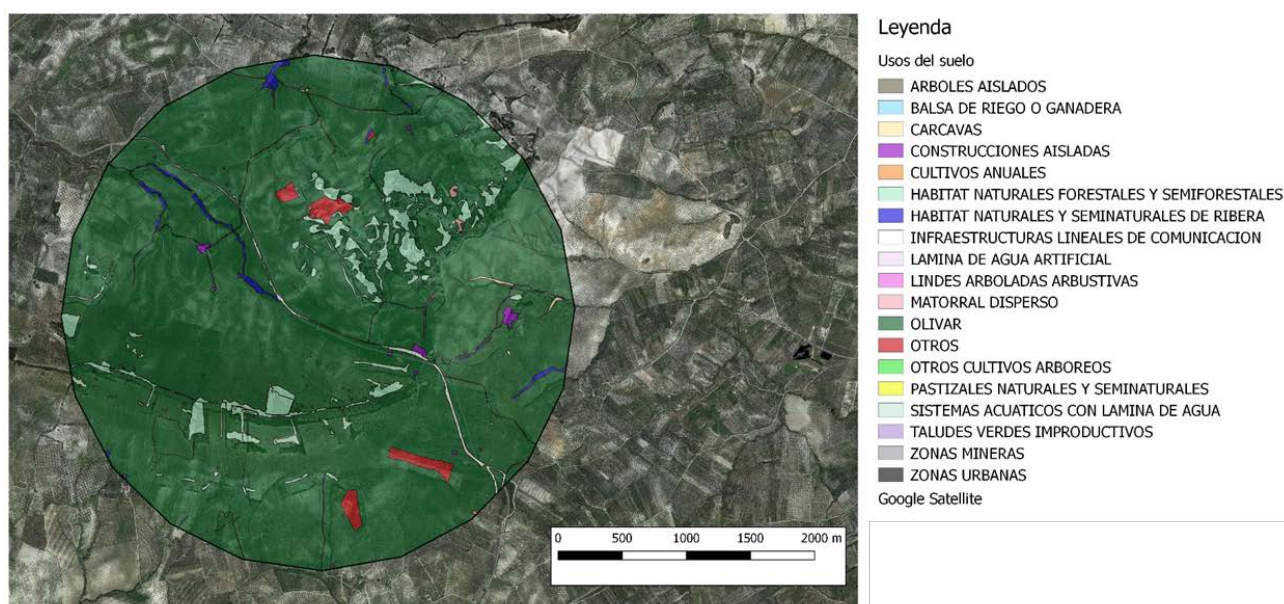 Leyenda
Usos del suelo
ARBOLES AISLADOS
BALSA DE RIEGO O GANADERA
CARCAVAS
CONSTRUCCIONES AISLADAS
CULTIVOS ANUALES
HABITAT NATURALES FORESTALES Y SEMIFORESTALES
HABITAT NATURALES Y SEMINATURALES DE RIBERA
INFRAESTRUCTURAS LINEALES DE COMUNICACION
LAMINA DE AGUA ARTIFICIAL
LINDES ARBOLADAS ARBUSTIVAS
MATORRAL DISPERSO
OLIVAR
OTROS
OTROS CULTIVOS ARBOREOS
PASTIZALES NATURALES Y SEMINATURALES
SISTEMAS ACUATICOS CON LAMINA DE AGUA
TALUDES VERDES IMPRODUCTIVOS
ZONAS MINERAS
ZONAS URBANAS
Google Satellite
0 500 1000 1500 2000 m